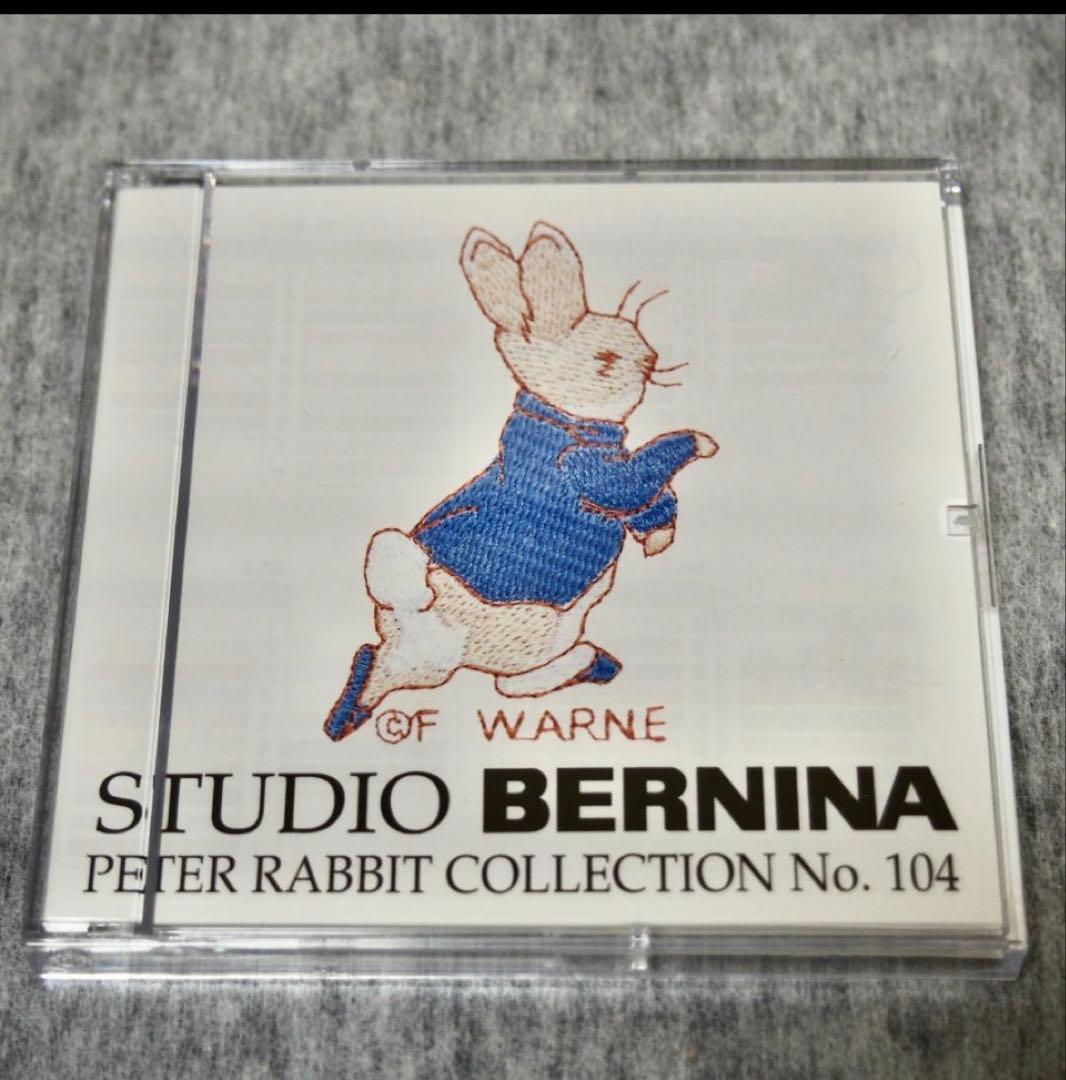 ©F WARNE
STUDIO BERNINA
PETER RABBIT COLLECTION No. 104